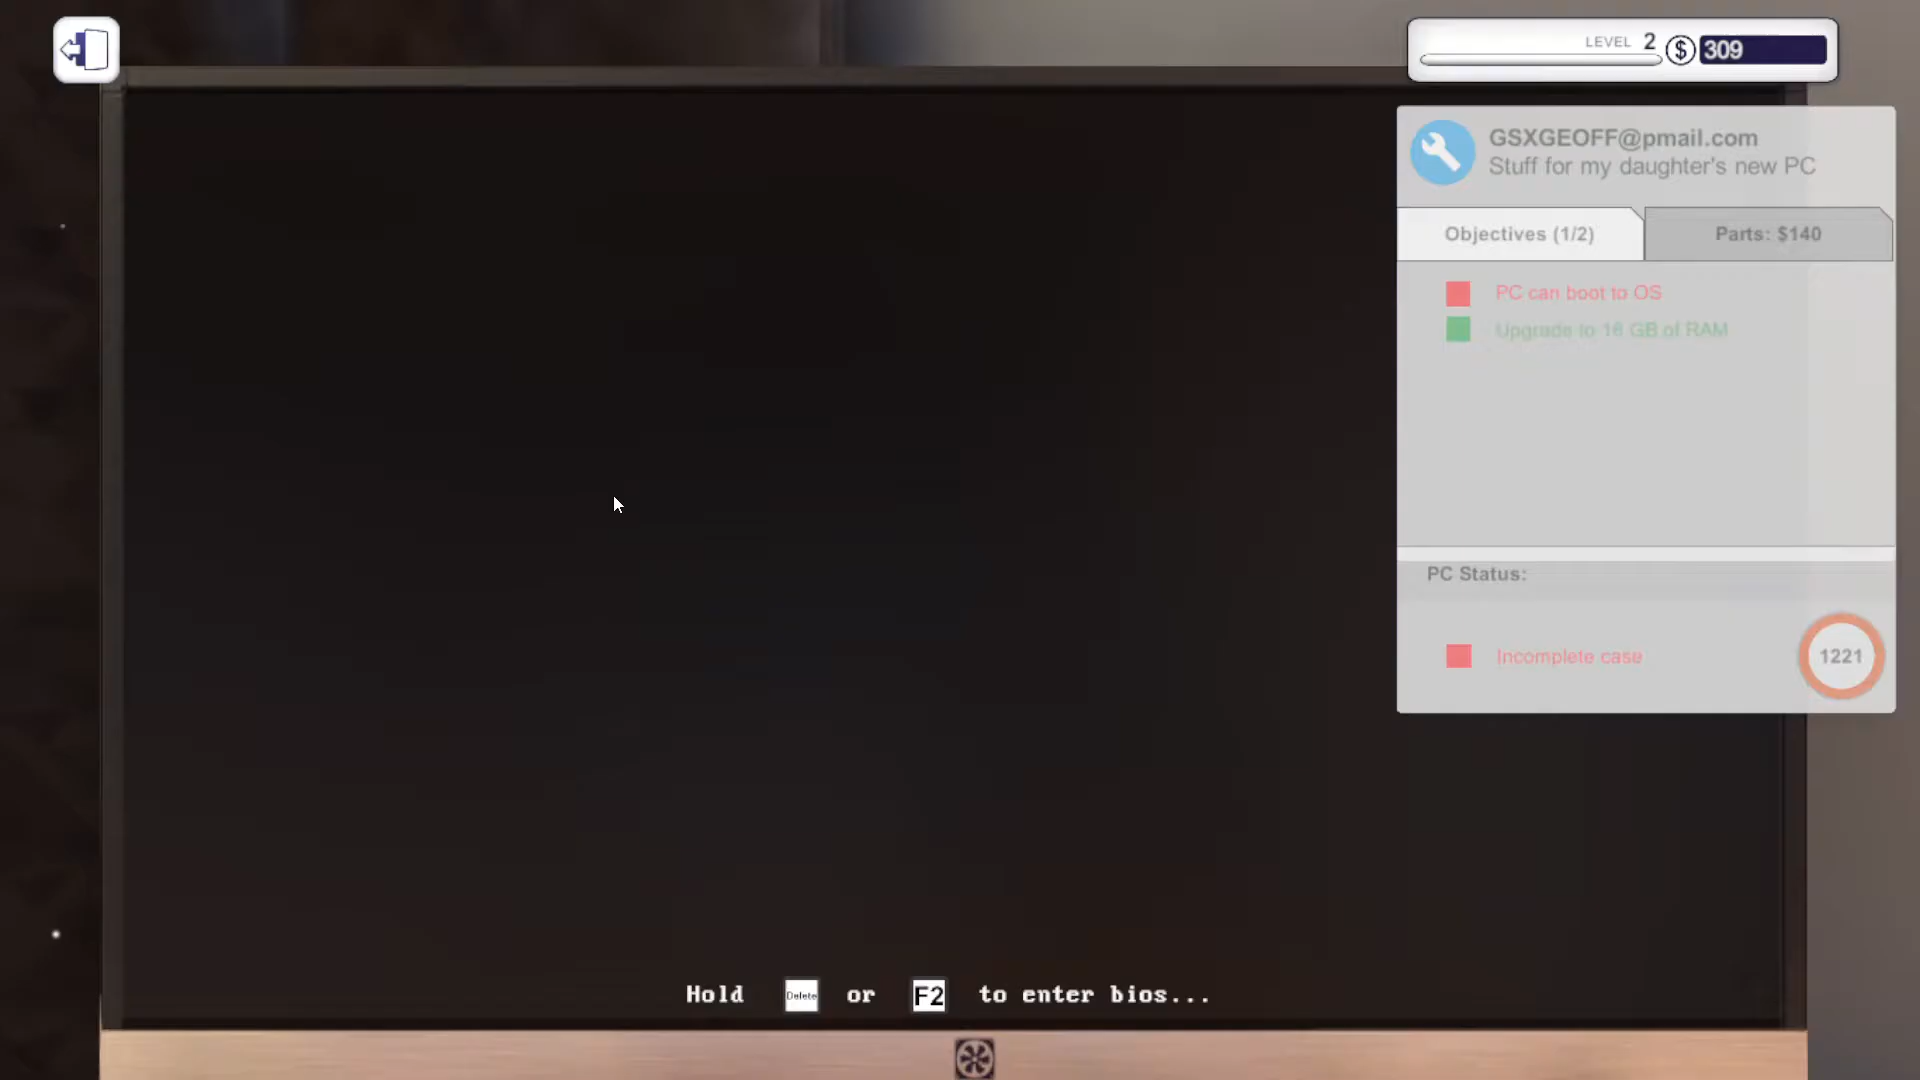 LEVEL 2
$ 309
GSXGEOFF@pmail.com
Stuff for my daughter's new PC
Objectives (1/2)
Parts: $140
PC can boot to OS
Upgrade to 16 GB of RAM
PC Status:
Incomplete case
1221
Hold Delete or F2 to enter bios...